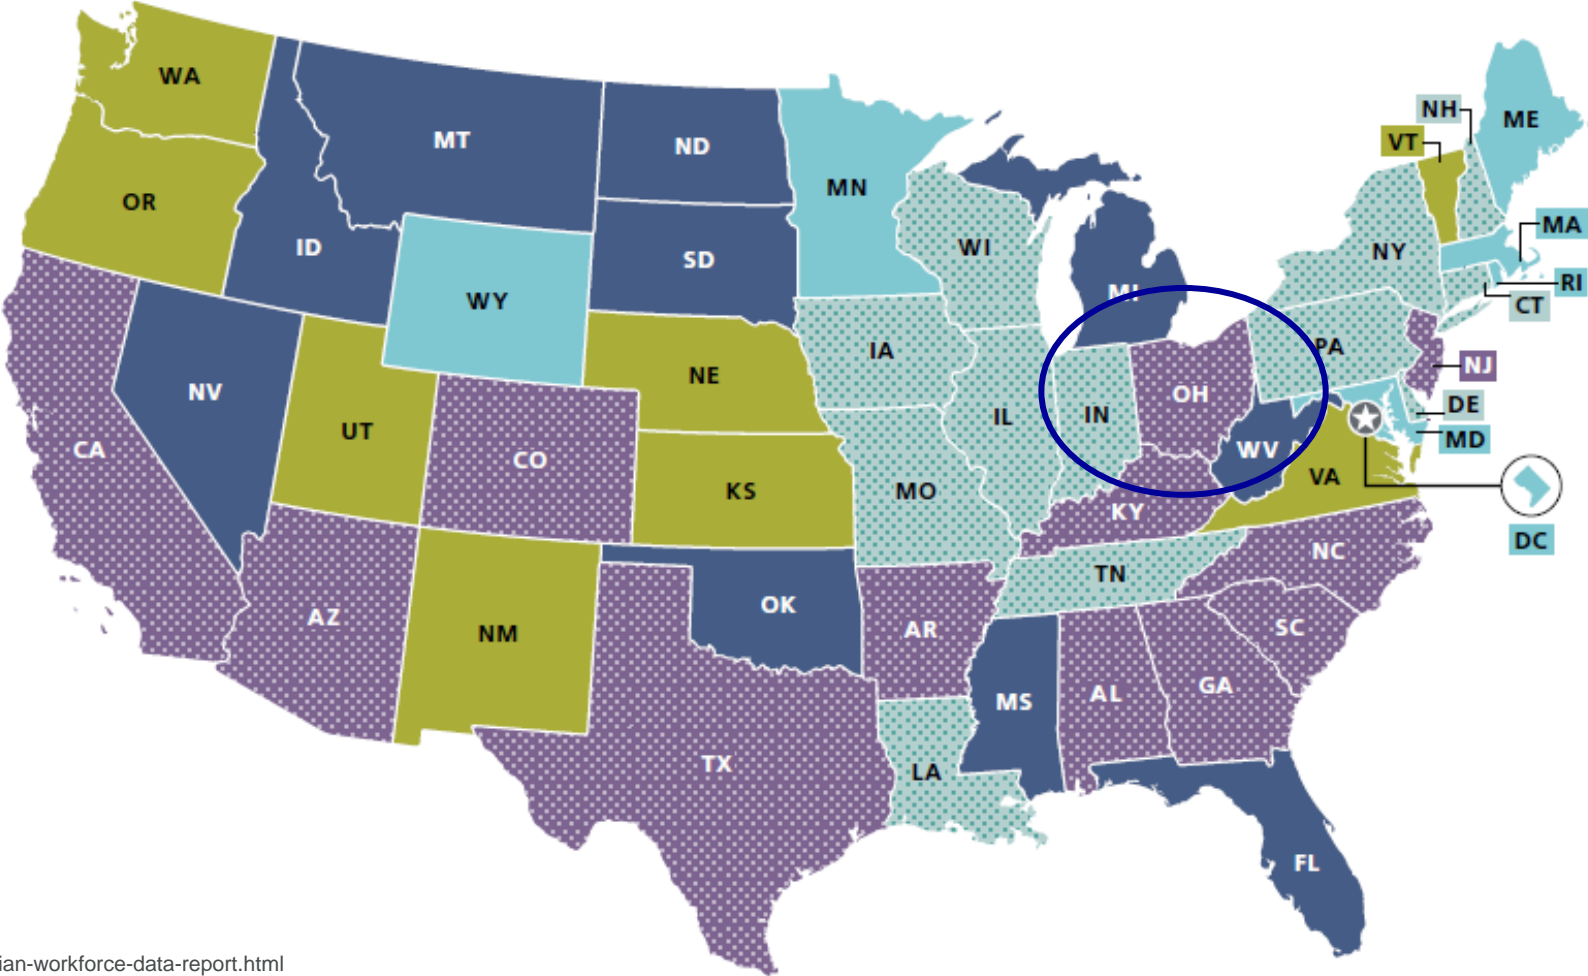 WA
MT
ND
MN
NH
ME
VT
OR
ID
SD
WI
NY
MA
WY
MI
RI
CT
IA
PA
NJ
NV
NE
OH
DE
UT
IL
IN
MD
CA
CO
KS
MO
WV
VA
KY
DC
NC
TN
AZ
NM
OK
AR
SC
MS
AL
GA
TX
LA
FL
ian-workforce-data-report.html